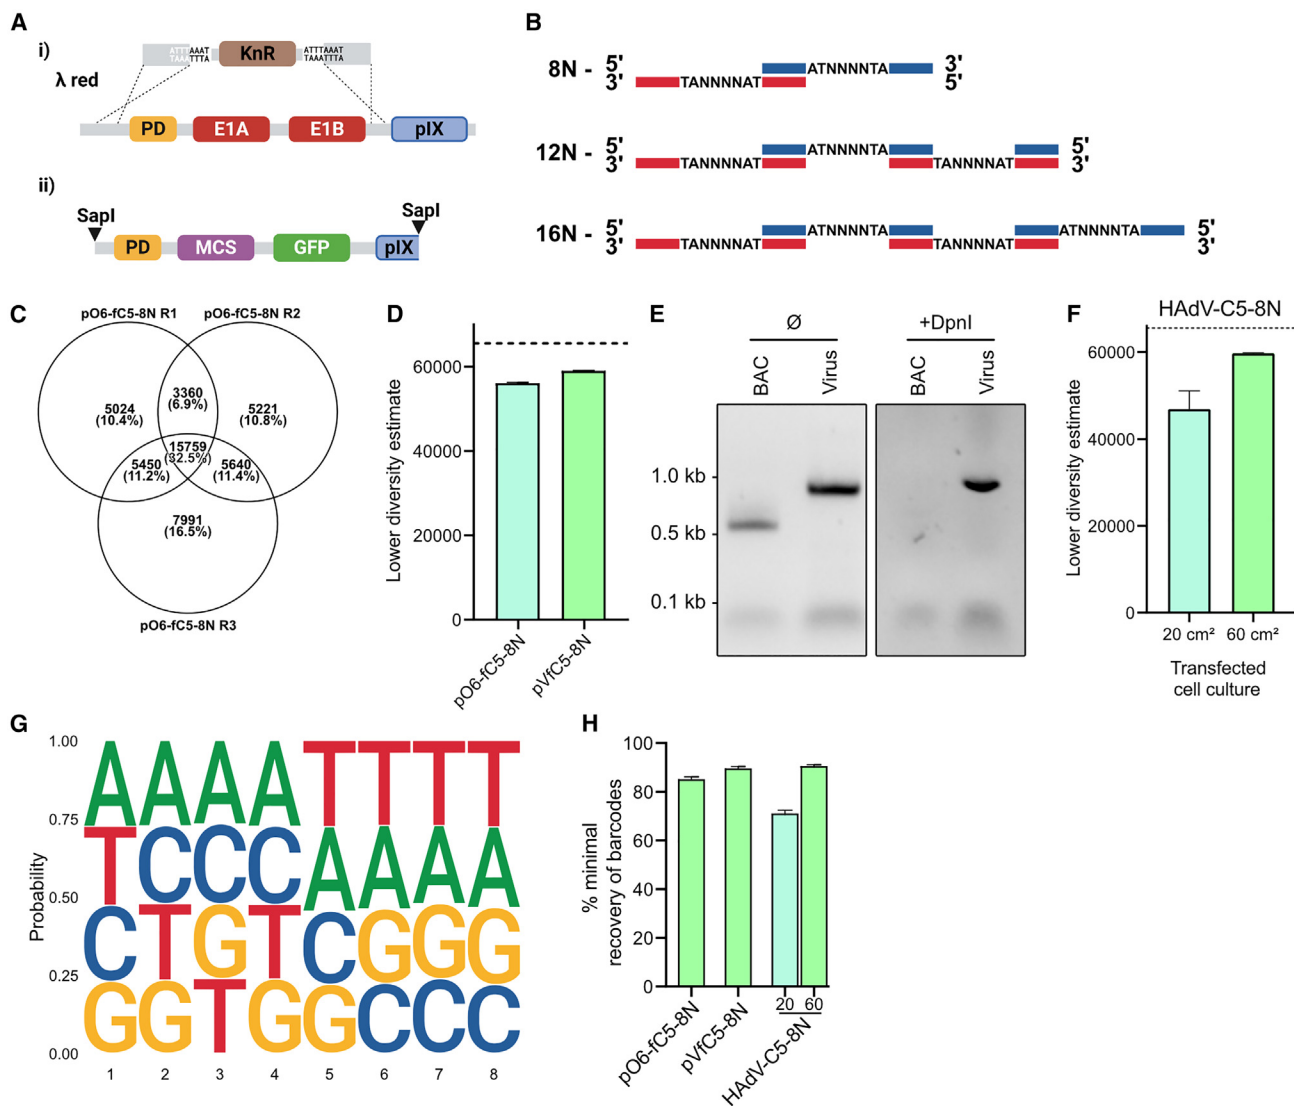 A
i)
ATTTAAAT
TAAATTTA
KnR
ATTTAAAT
TAAATTTA
λ red
PD E1A E1B pIX
ii)
SapI SapI
PD MCS GFP pIX
B
8N - 5' ATNNNNTA 3'
3' TANNNNAT 5'
12N - 5' ATNNNNTA 5'
3' TANNNNAT TANNNNAT 3'
16N - 5' ATNNNNTA ATNNNNTA 5'
3' TANNNNAT TANNNNAT 3'
C
pO6-fC5-8N R1 pO6-fC5-8N R2
3360
(6.9%)
5024
(10.4%)
5221
(10.8%)
15759
(32.5%)
5450
(11.2%)
5640
(11.4%)
7991
(16.5%)
pO6-fC5-8N R3
D
Lower diversity estimate
60000
40000
20000
0
pO6-fC5-8N
pVfC5-8N
E
Ø +DpnI
BAC Virus BAC Virus
1.0 kb
0.5 kb
0.1 kb
F
HAdV-C5-8N
Lower diversity estimate
60000
40000
20000
0
20 cm² 60 cm²
Transfected
cell culture
G
Probability
1.00
0.75
0.50
0.25
0.00
A A A A T T T T
T C C C A A A A
C T G T C G G G
G G T G G C C C
1 2 3 4 5 6 7 8
H
% minimal
recovery of barcodes
100
80
60
40
20
0
20 60
pO6-fC5-8N
pVfC5-8N
HAdV-C5-8N